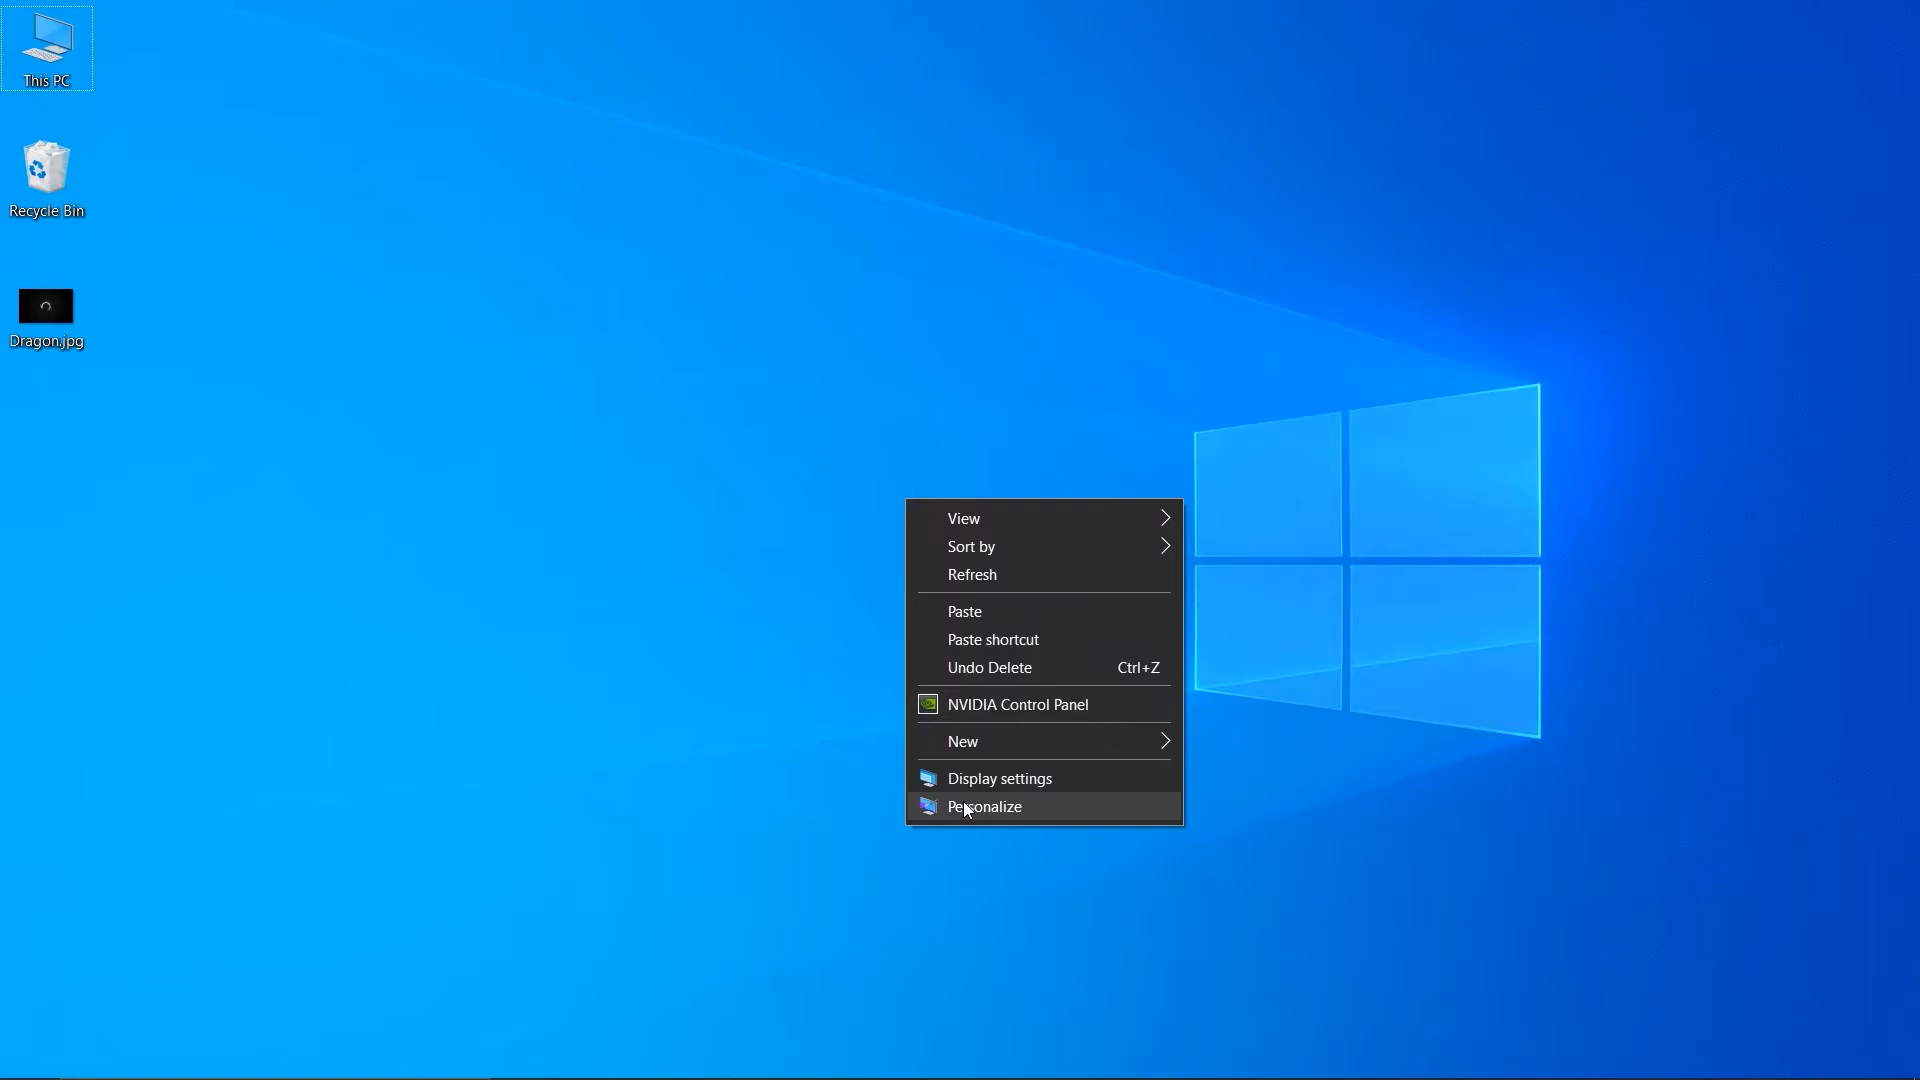 This PC
Recycle Bin
Dragon.jpg
View
Sort by
Refresh
Paste
Paste shortcut
Undo Delete Ctrl+Z
NVIDIA Control Panel
New
Display settings
Personalize